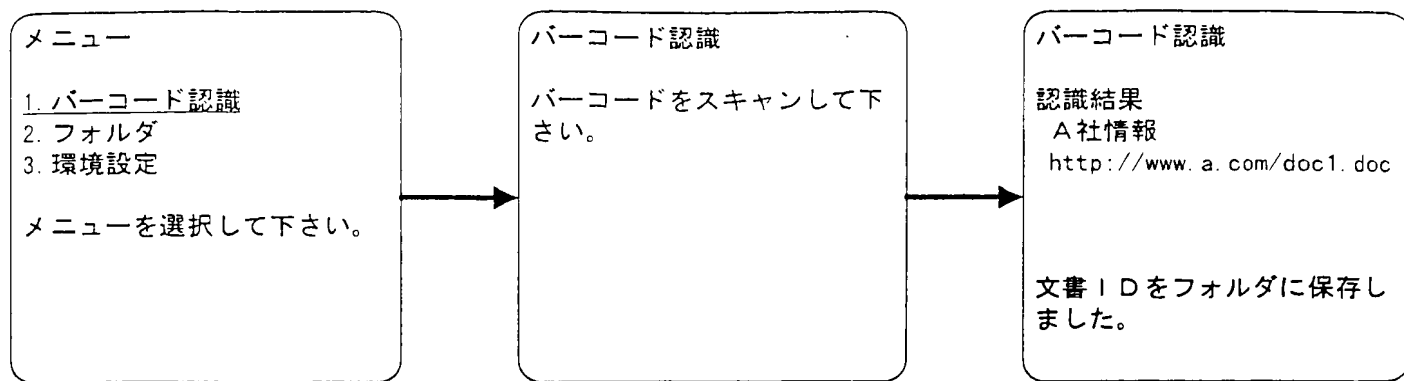 メニュー
1. バーコード認識
2. フォルダ
3. 環境設定
メニューを選択して下さい。
バーコード認識
バーコードをスキャンして下
さい。
バーコード認識
認識結果
A社情報
http://www.a.com/doc1.doc
文書IDをフォルダに保存し
ました。